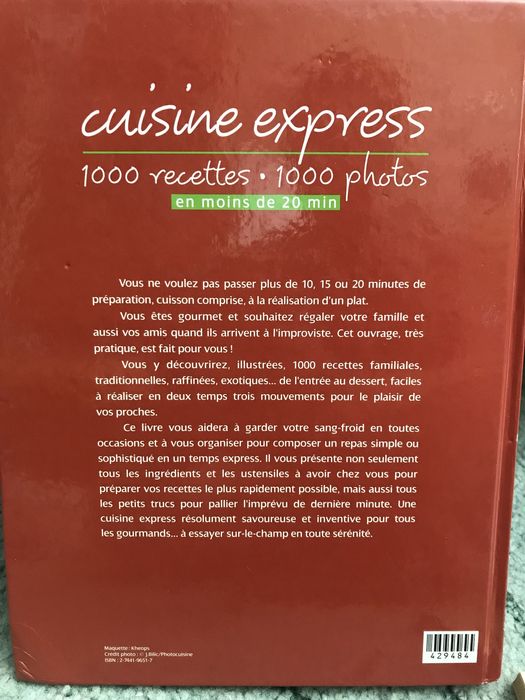 cuisine express
1000 recettes • 1000 photos
en moins de 20 min
Vous ne voulez pas passer plus de 10, 15 ou 20 minutes de
préparation, cuisson comprise, à la réalisation d'un plat.
Vous êtes gourmet et souhaitez régaler votre famille et
aussi vos amis quand ils arrivent à l'improviste. Cet ouvrage, très
pratique, est fait pour vous !
Vous y découvrirez, illustrées, 1000 recettes familiales,
traditionnelles, raffinées, exotiques... de l'entrée au dessert, faciles
à réaliser en deux temps trois mouvements pour le plaisir de
vos proches.
Ce livre vous aidera à garder votre sang-froid en toutes
occasions et à vous organiser pour composer un repas simple ou
sophistiqué en un temps express. Il vous présente non seulement
tous les ingrédients et les ustensiles à avoir chez vous pour
préparer vos recettes le plus rapidement possible, mais aussi tous
les petits trucs pour pallier l'imprévu de dernière minute. Une
cuisine express résolument savoureuse et inventive pour tous
les gourmands... à essayer sur-le-champ en toute sérénité.
Maquette : Kheops
Crédit photo : © J.Bilic/Photocuisine
ISBN : 2-7441-9651-7
429484